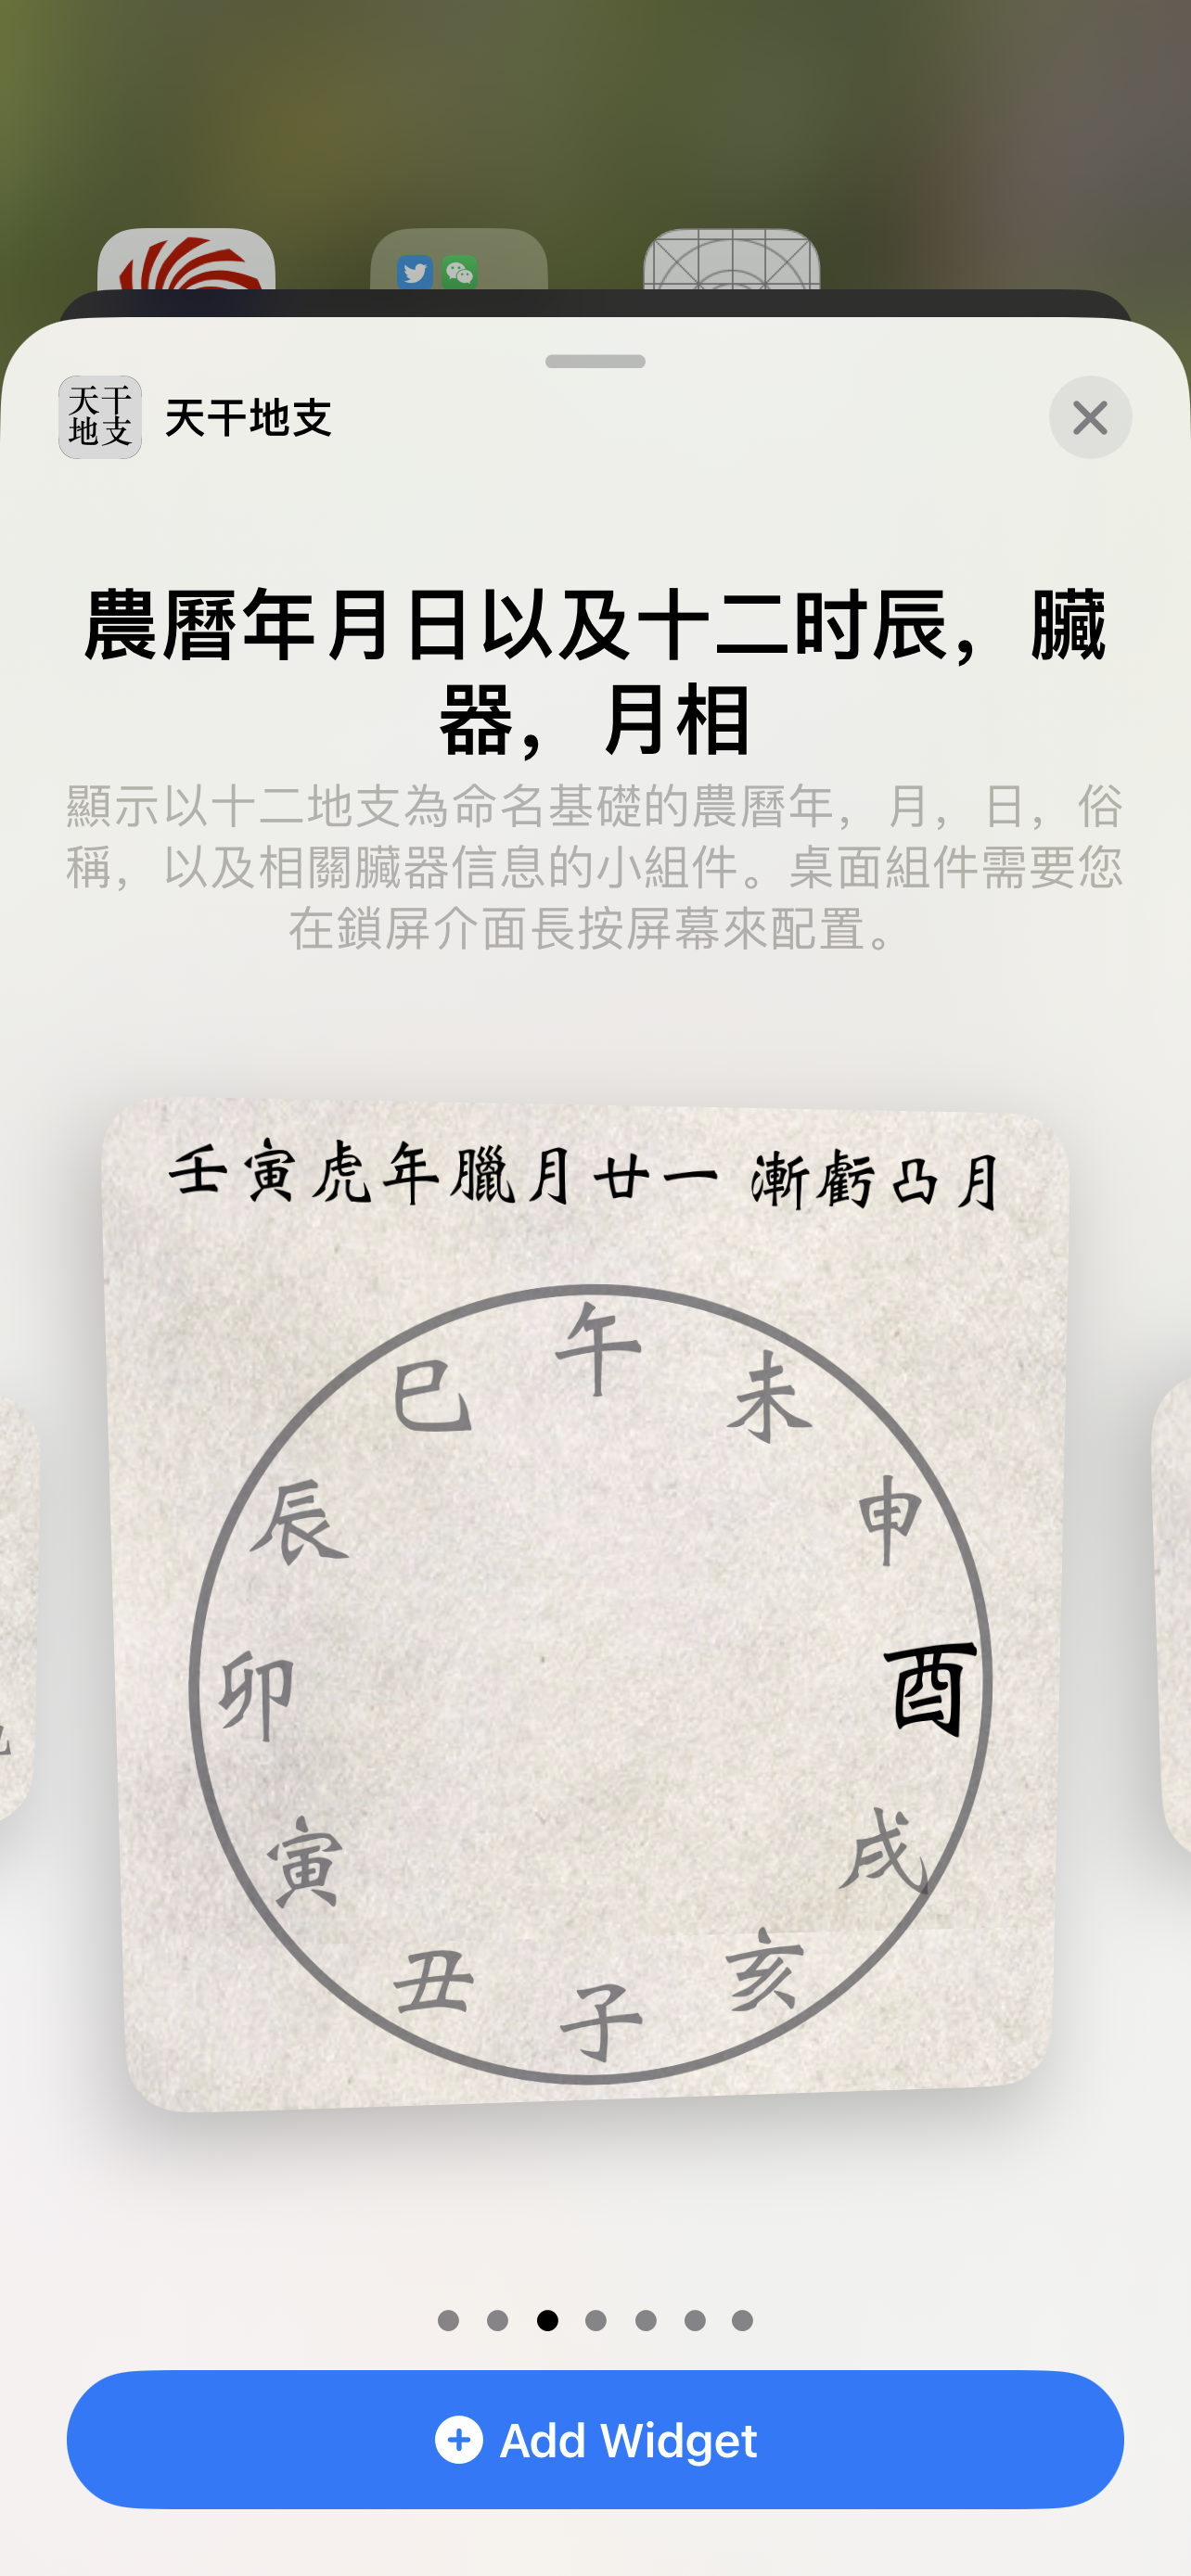 天干
地支
天干地支
農曆年月日以及十二时辰，臟
器，月相
顯示以十二地支為命名基礎的農曆年，月，日，俗
稱，以及相關臟器信息的小組件。桌面組件需要您
在鎖屏介面長按屏幕來配置。
壬寅虎年臘月廿一 漸虧凸月
午
巳
未
辰
申
卯
酉
寅
戌
丑
亥
子
Add Widget